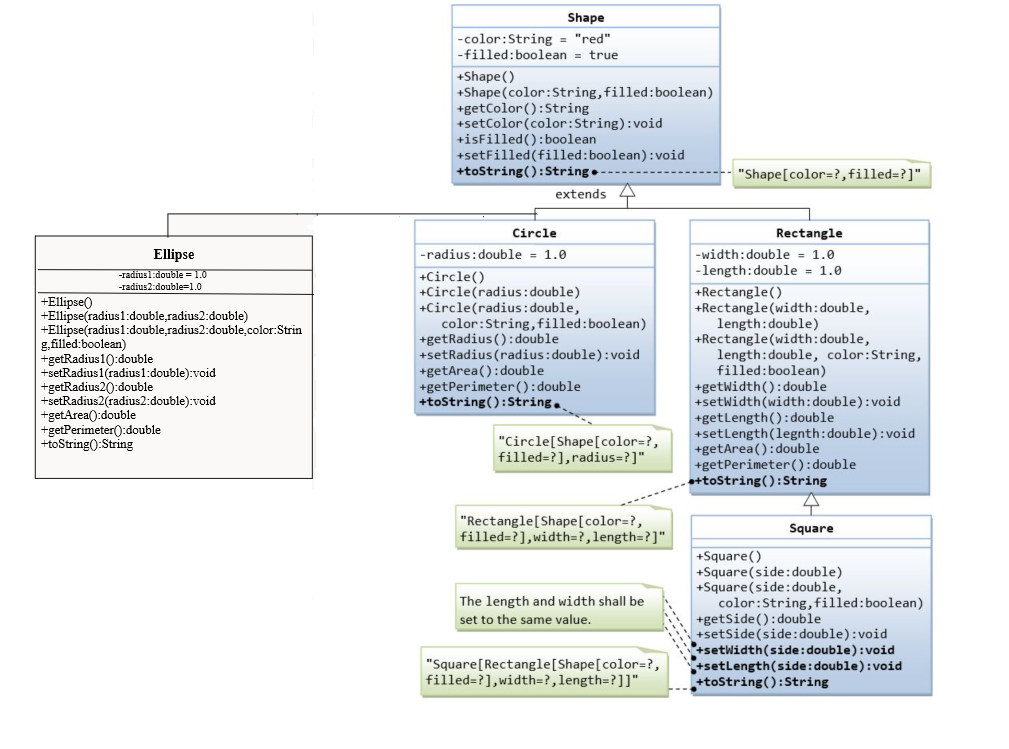 Shape
-color:String = "red"
-filled:boolean = true
+Shape()
+Shape(color:String,filled:boolean)
+getColor():String
+setColor(color:String):void
+isFilled():boolean
+setFilled(filled:boolean):void
+toString():String
"Shape[color=?,filled=?]"
extends
Ellipse
-radius1:double = 1.0
-radius2:double=1.0
+Ellipse()
+Ellipse(radius1:double,radius2:double)
+Ellipse(radius1:double,radius2:double,color:Strin
g,filled:boolean)
+getRadius1():double
+setRadius1(radius1:double):void
+getRadius2():double
+setRadius2(radius2:double):void
+getArea():double
+getPerimeter():double
+toString():String
Circle
-radius:double = 1.0
+Circle()
+Circle(radius:double)
+Circle(radius:double,
color:String,filled:boolean)
+getRadius():double
+setRadius(radius:double):void
+getArea():double
+getPerimeter():double
+toString():String
"Circle[Shape[color=?,
filled=?],radius=?]"
Rectangle
-width:double = 1.0
-length:double = 1.0
+Rectangle()
+Rectangle(width:double,
length:double)
+Rectangle(width:double,
length:double, color:String,
filled:boolean)
+getWidth():double
+setWidth(width:double):void
+getLength():double
+setLength(legnth:double):void
+getArea():double
+getPerimeter():double
+toString():String
"Rectangle[Shape[color=?,
filled=?],width=?,length=?]"
Square
+Square()
+Square(side:double)
+Square(side:double,
color:String,filled:boolean)
+getSide():double
+setSide(side:double):void
+setWidth(side:double):void
+setLength(side:double):void
+toString():String
The length and width shall be
set to the same value.
"Square[Rectangle[Shape[color=?,
filled=?],width=?,length=?]]"